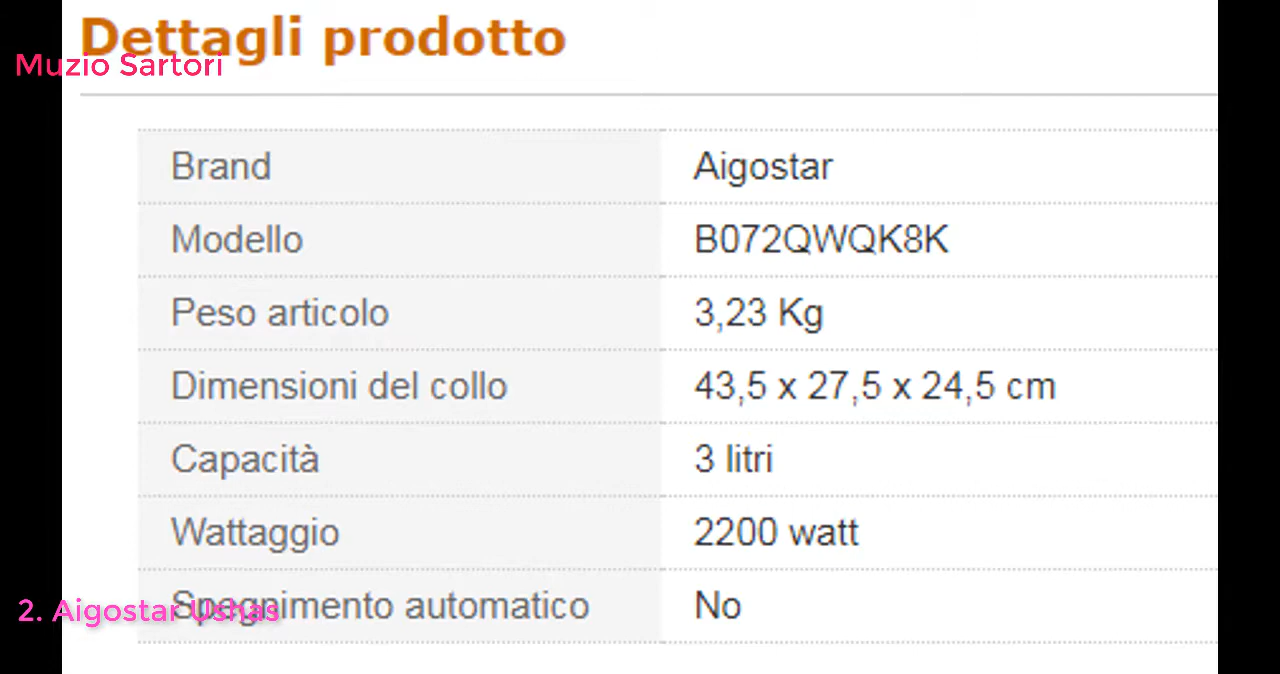 Dettagli prodotto
Muzio Sartori
Brand Aigostar
Modello B072QWQK8K
Peso articolo 3,23 Kg
Dimensioni del collo 43,5 x 27,5 x 24,5 cm
Capacità 3 litri
Wattaggio 2200 watt
Spegnimento automatico No
2. Aigostar Ushas